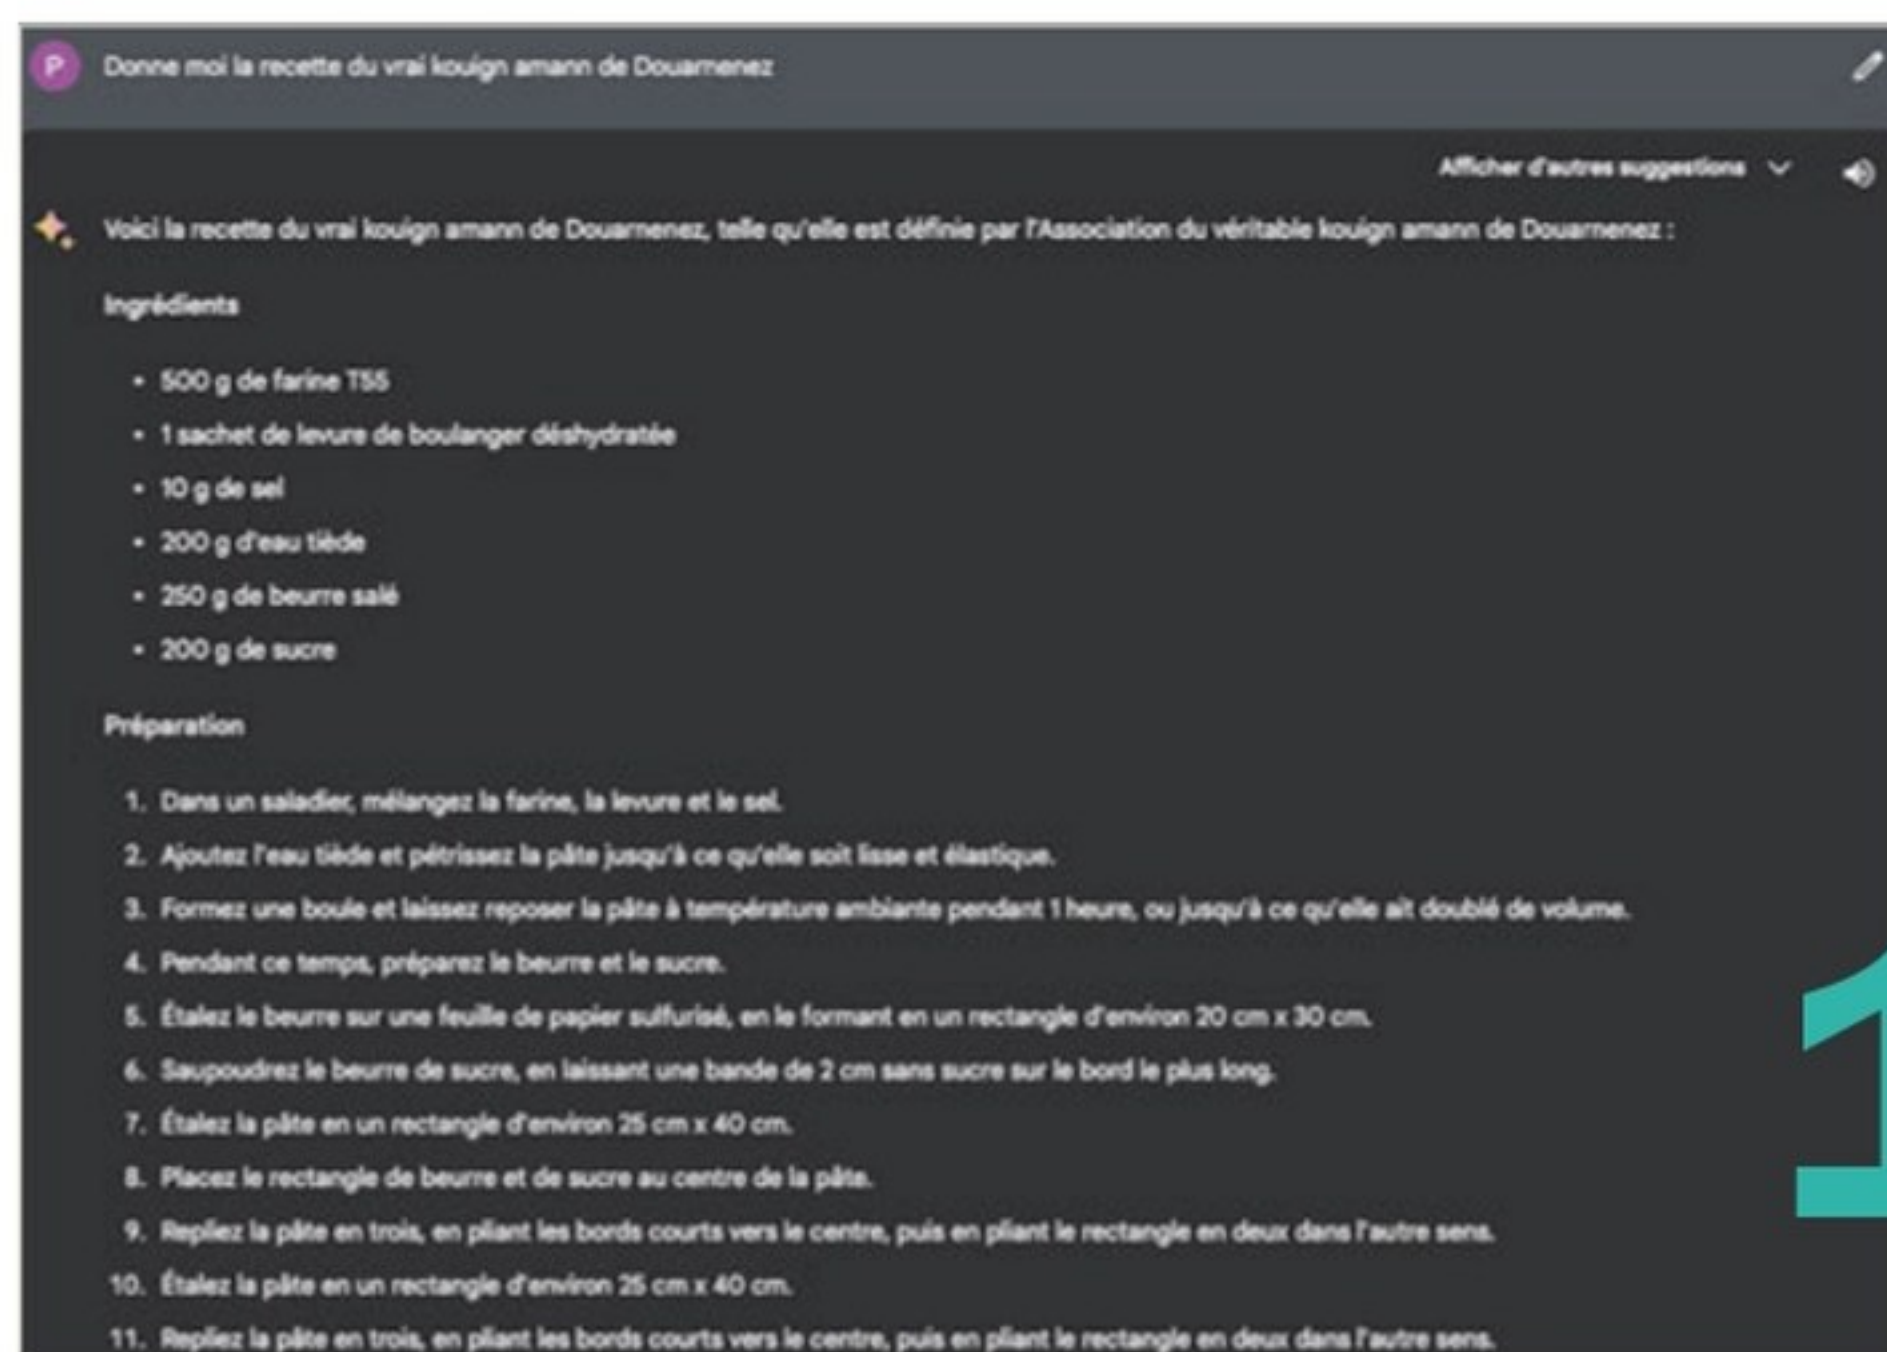 P
Donne moi la recette du vrai kouign amann de Douarnenez
Afficher d'autres suggestions
Voici la recette du vrai kouign amann de Douarnenez, telle qu'elle est définie par l'Association du véritable kouign amann de Douarnenez :
Ingrédients
• 500 g de farine T55
• 1 sachet de levure de boulanger déshydratée
• 10 g de sel
• 200 g d'eau tiède
• 250 g de beurre salé
• 200 g de sucre
Préparation
1. Dans un saladier, mélangez la farine, la levure et le sel.
2. Ajoutez l'eau tiède et pétrissez la pâte jusqu'à ce qu'elle soit lisse et élastique.
3. Formez une boule et laissez reposer la pâte à température ambiante pendant 1 heure, ou jusqu'à ce qu'elle ait doublé de volume.
4. Pendant ce temps, préparez le beurre et le sucre.
5. Étalez le beurre sur une feuille de papier sulfurisé, en le formant en un rectangle d'environ 20 cm x 30 cm.
6. Saupoudrez le beurre de sucre, en laissant une bande de 2 cm sans sucre sur le bord le plus long.
7. Étalez la pâte en un rectangle d'environ 25 cm x 40 cm.
8. Placez le rectangle de beurre et de sucre au centre de la pâte.
9. Repliez la pâte en trois, en pliant les bords courts vers le centre, puis en pliant le rectangle en deux dans l'autre sens.
10. Étalez la pâte en un rectangle d'environ 25 cm x 40 cm.
11. Repliez la pâte en trois, en pliant les bords courts vers le centre, puis en pliant le rectangle en deux dans l'autre sens.
1